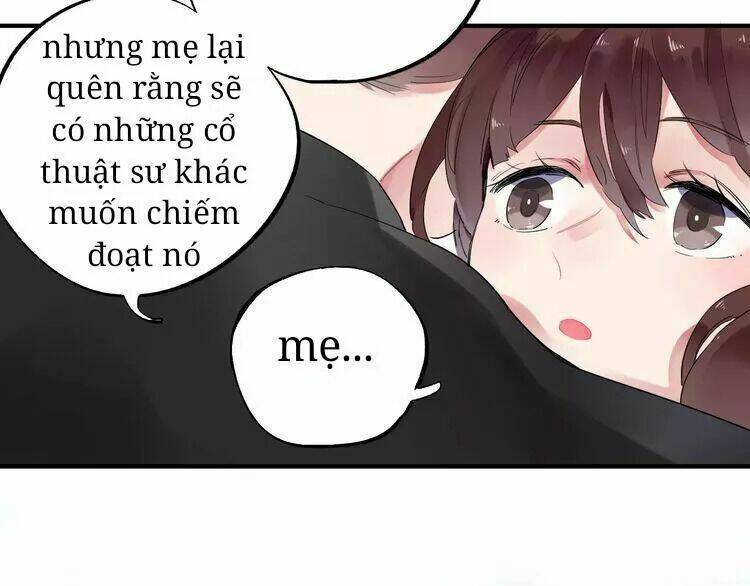 nhưng mẹ lại
quên rằng sẽ
có những cổ
thuật sư khác
muốn chiếm
đoạt nó
mẹ...